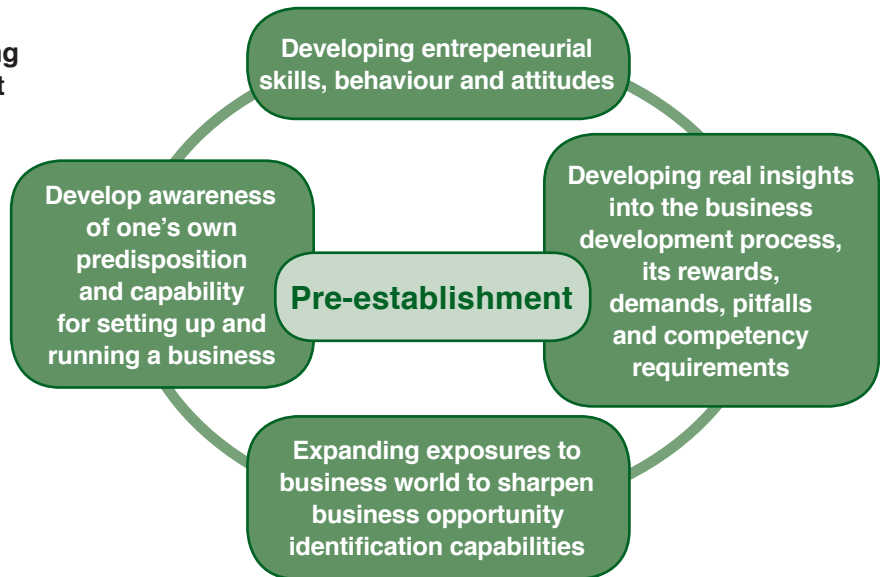 Developing entrepeneurial
skills, behaviour and attitudes
Develop awareness
of one's own
predisposition
and capability
for setting up and
running a business
Pre-establishment
Developing real insights
into the business
development process,
its rewards,
demands, pitfalls
and competency
requirements
Expanding exposures to
business world to sharpen
business opportunity
identification capabilities